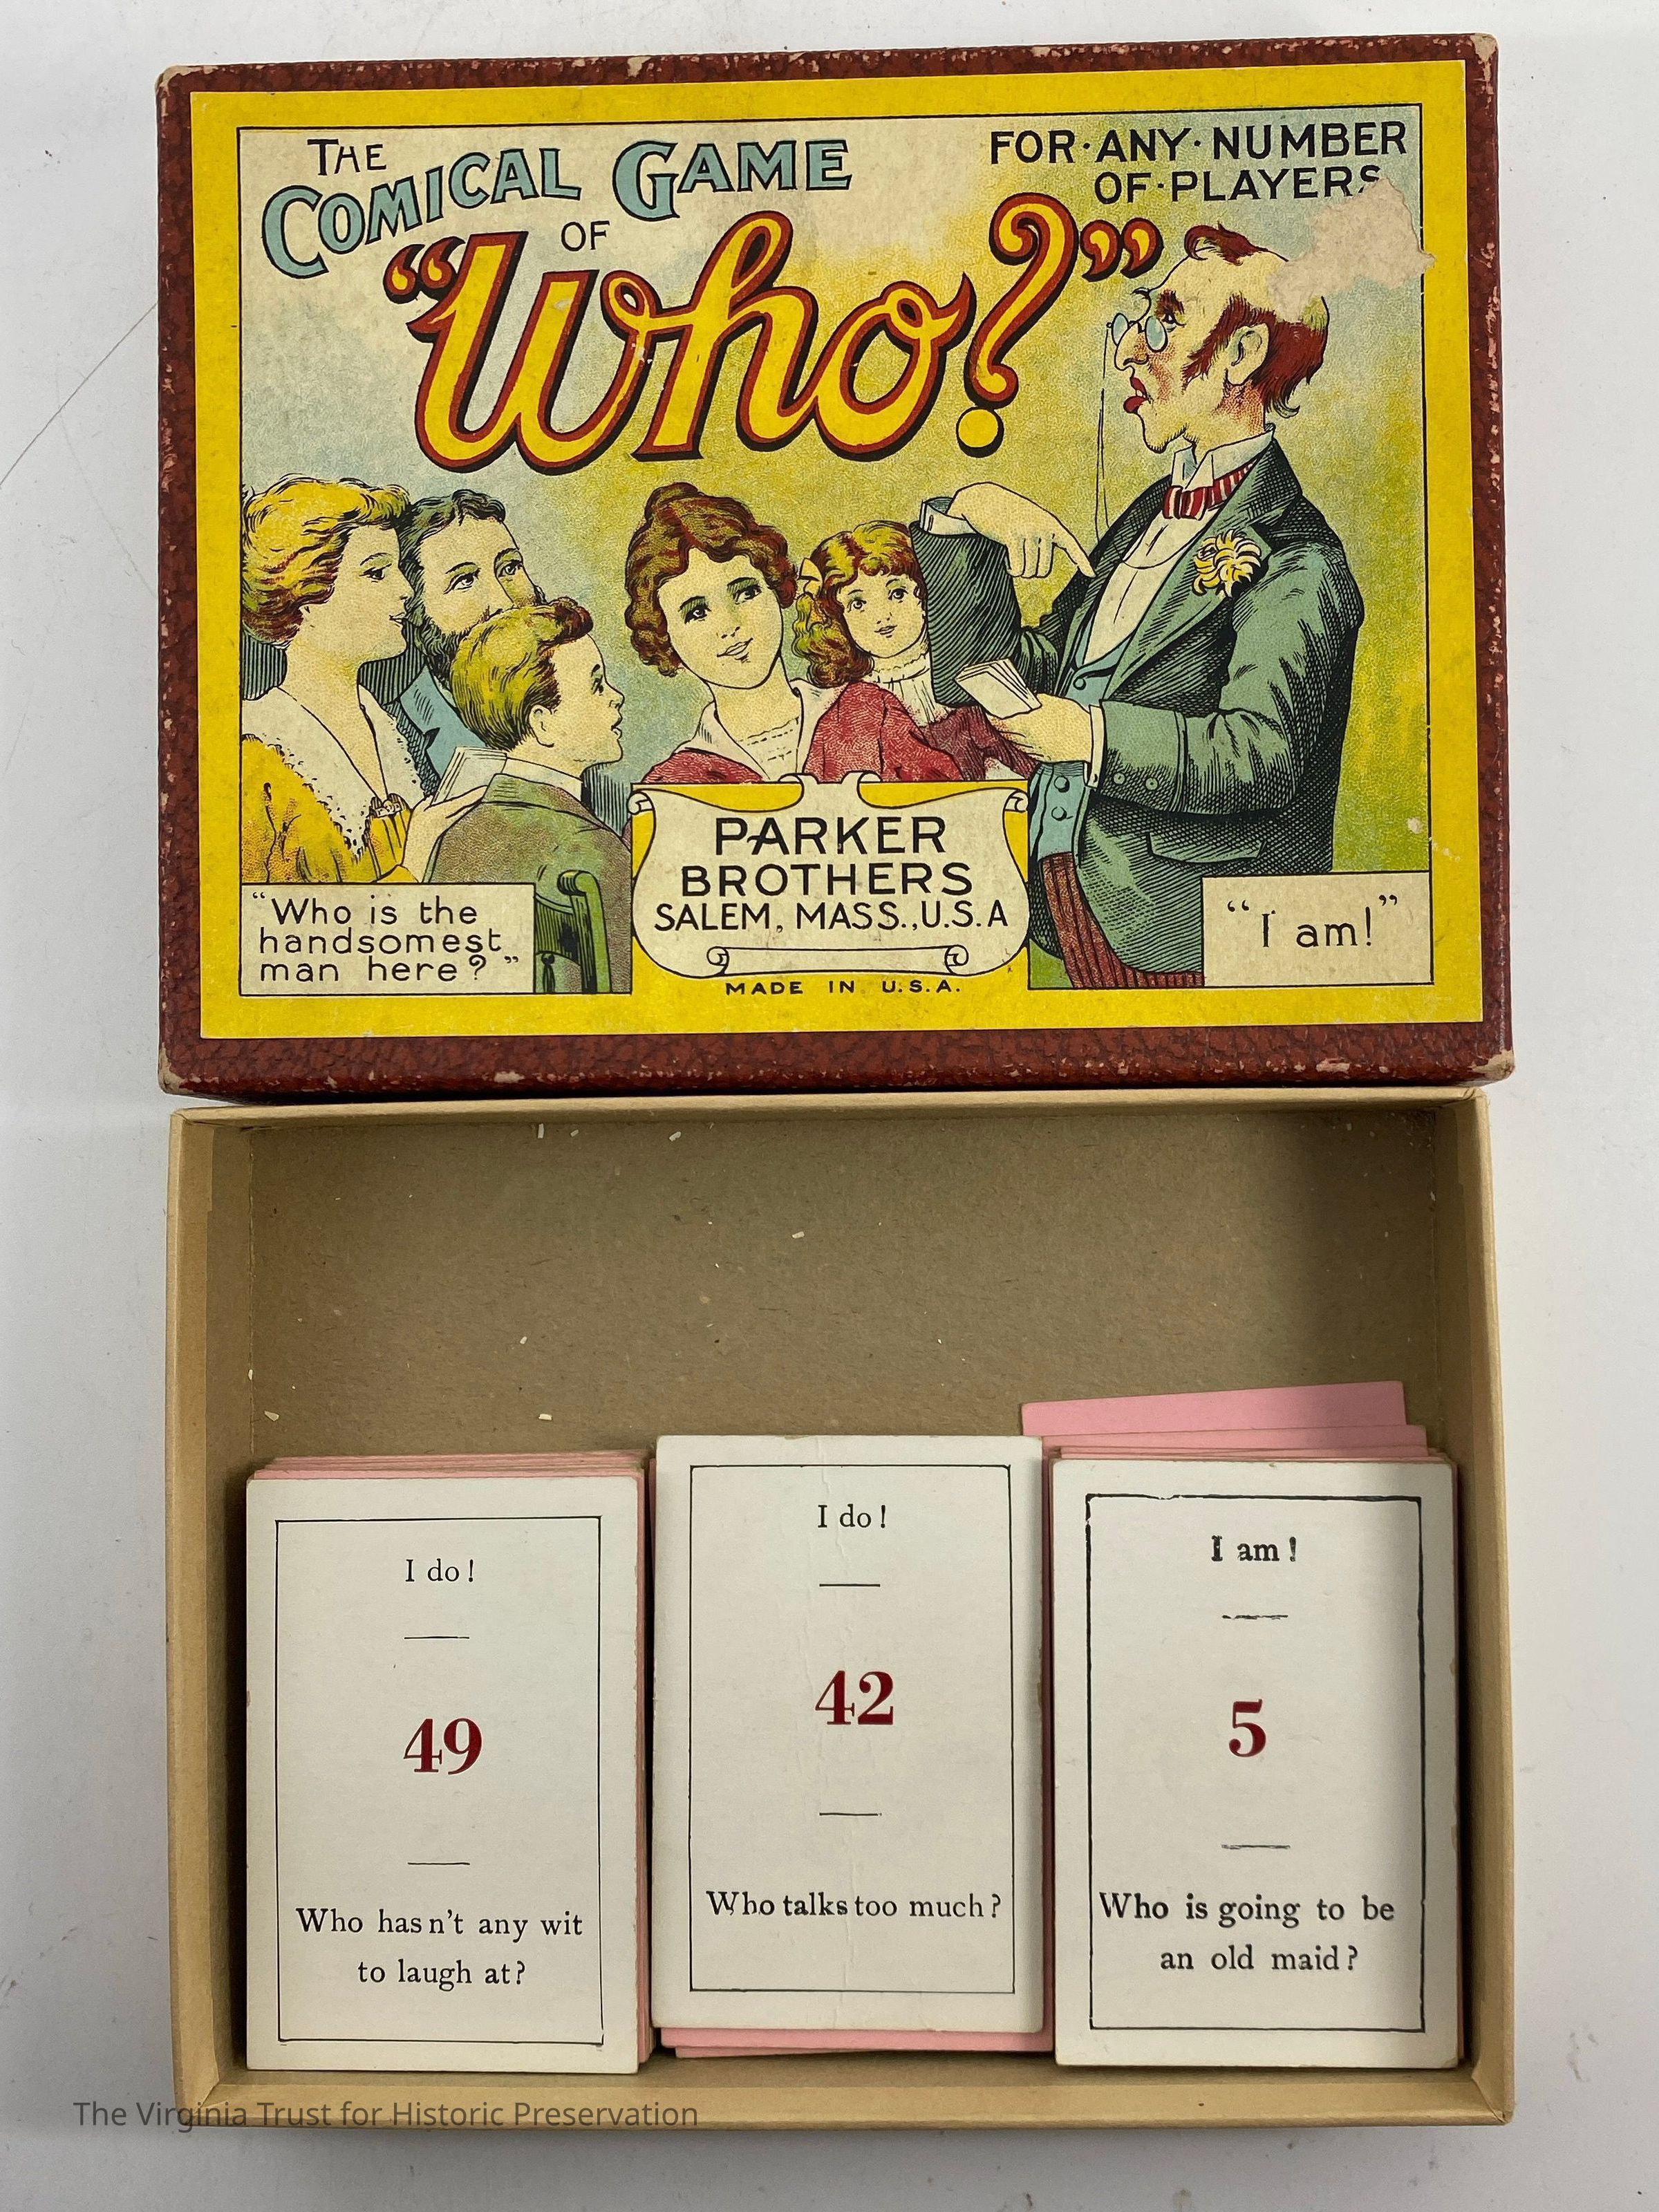 THE
COMICAL GAME
OF
"Who?"
FOR·ANY·NUMBER
OF·PLAYERS
"Who is the
handsomest
man here?"
PARKER
BROTHERS
SALEM, MASS., U.S.A
MADE IN U.S.A.
"I am!"
I do!
49
Who hasn't any wit
to laugh at?
I do!
42
Who talks too much?
I am!
5
Who is going to be
an old maid?
The Virginia Trust for Historic Preservation